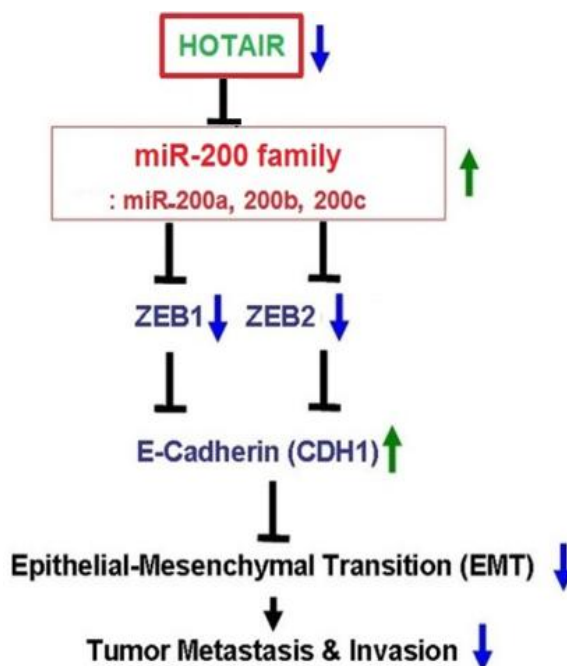 HOTAIR
miR-200 family
: miR-200a, 200b, 200c
ZEB1 ZEB2
E-Cadherin (CDH1)
Epithelial-Mesenchymal Transition (EMT)
Tumor Metastasis & Invasion